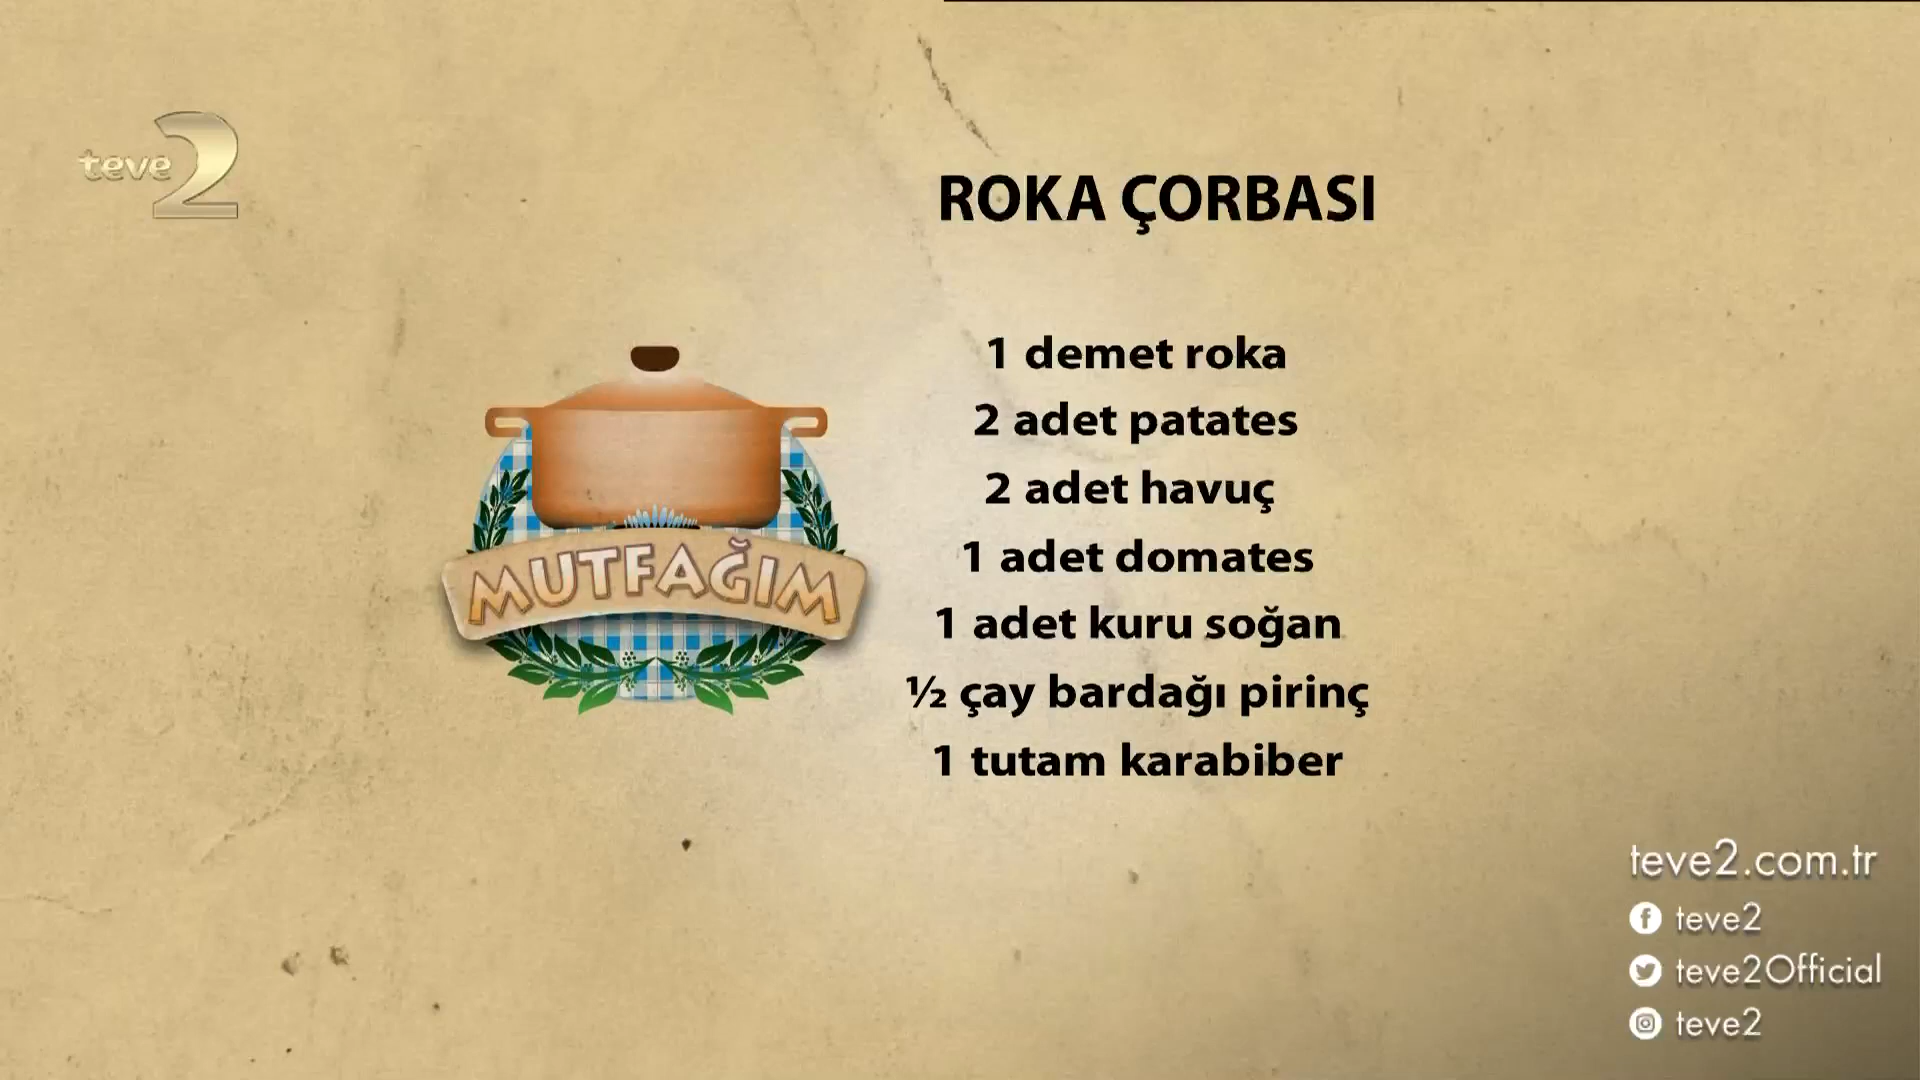 teve2
ROKA ÇORBASI
1 demet roka
2 adet patates
2 adet havuç
1 adet domates
1 adet kuru soğan
½ çay bardağı pirinç
1 tutam karabiber
MUTFAĞIM
teve2.com.tr
teve2
teve2Official
teve2